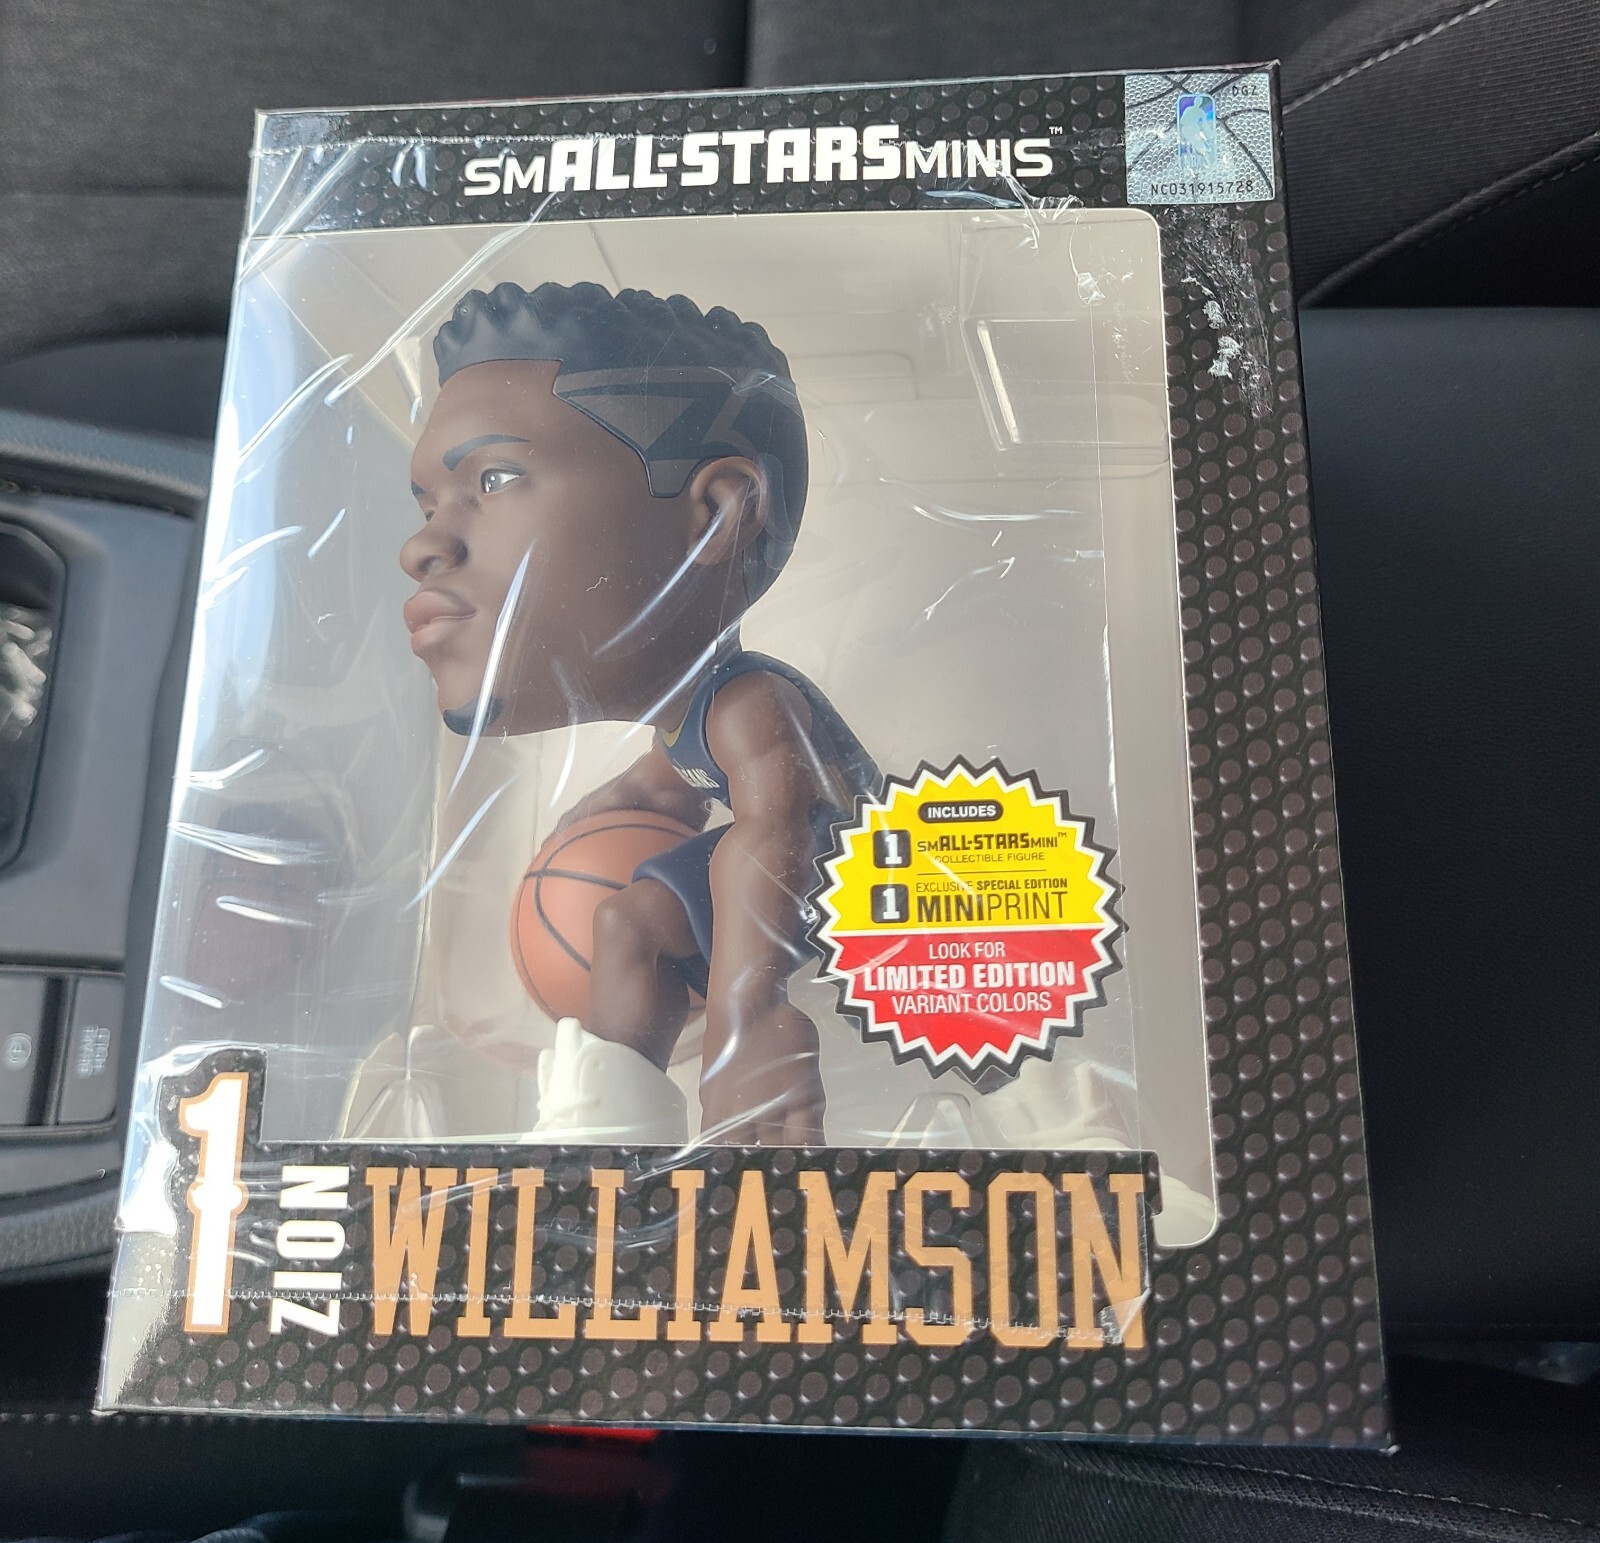 smALL-STARSMINIS™
DGZ
NC031915728
INCLUDES
1 smALL-STARSMINI™
COLLECTIBLE FIGURE
1 EXCLUSIVE SPECIAL EDITION
MINIPRINT
LOOK FOR
LIMITED EDITION
VARIANT COLORS
1
ZION
WILLIAMSON